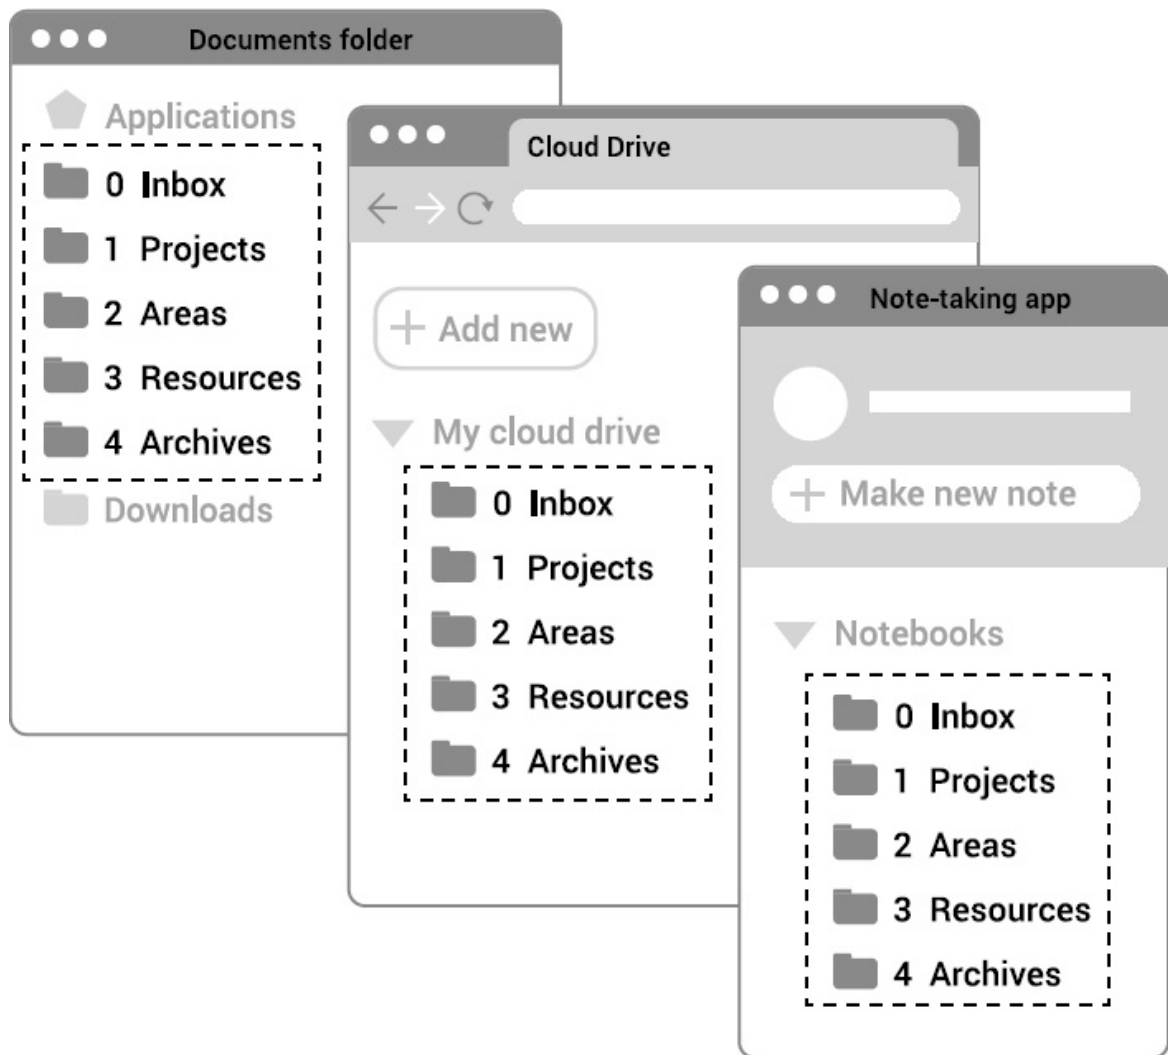 Documents folder
Applications
0 Inbox
1 Projects
2 Areas
3 Resources
4 Archives
Downloads
Cloud Drive
+ Add new
My cloud drive
0 Inbox
1 Projects
2 Areas
3 Resources
4 Archives
Note-taking app
+ Make new note
Notebooks
0 Inbox
1 Projects
2 Areas
3 Resources
4 Archives